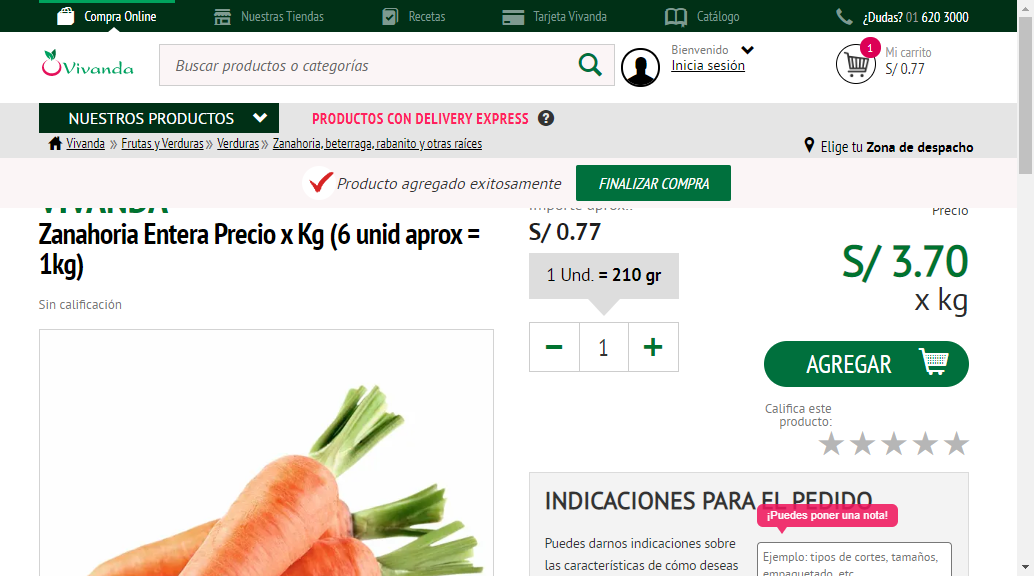 Compra Online
Nuestras Tiendas
Recetas
Tarjeta Vivanda
Catálogo
¿Dudas? 01 620 3000
Vivanda
Buscar productos o categorías
Bienvenido
Inicia sesión
1
Mi carrito
S/ 0.77
NUESTROS PRODUCTOS
PRODUCTOS CON DELIVERY EXPRESS ?
Vivanda » Frutas y Verduras » Verduras » Zanahoria, beterraga, rabanito y otras raíces
Elige tu Zona de despacho
Producto agregado exitosamente
FINALIZAR COMPRA
VIVANDA
Zanahoria Entera Precio x Kg (6 unid aprox =
1kg)
Sin calificación
Importe aprox.:
S/ 0.77
1 Und. = 210 gr
− 1 +
Precio
S/ 3.70
x kg
AGREGAR
Califica este
producto:
INDICACIONES PARA EL PEDIDO
¡Puedes poner una nota!
Puedes darnos indicaciones sobre
las características de cómo deseas
Ejemplo: tipos de cortes, tamaños,
empaquetado, etc